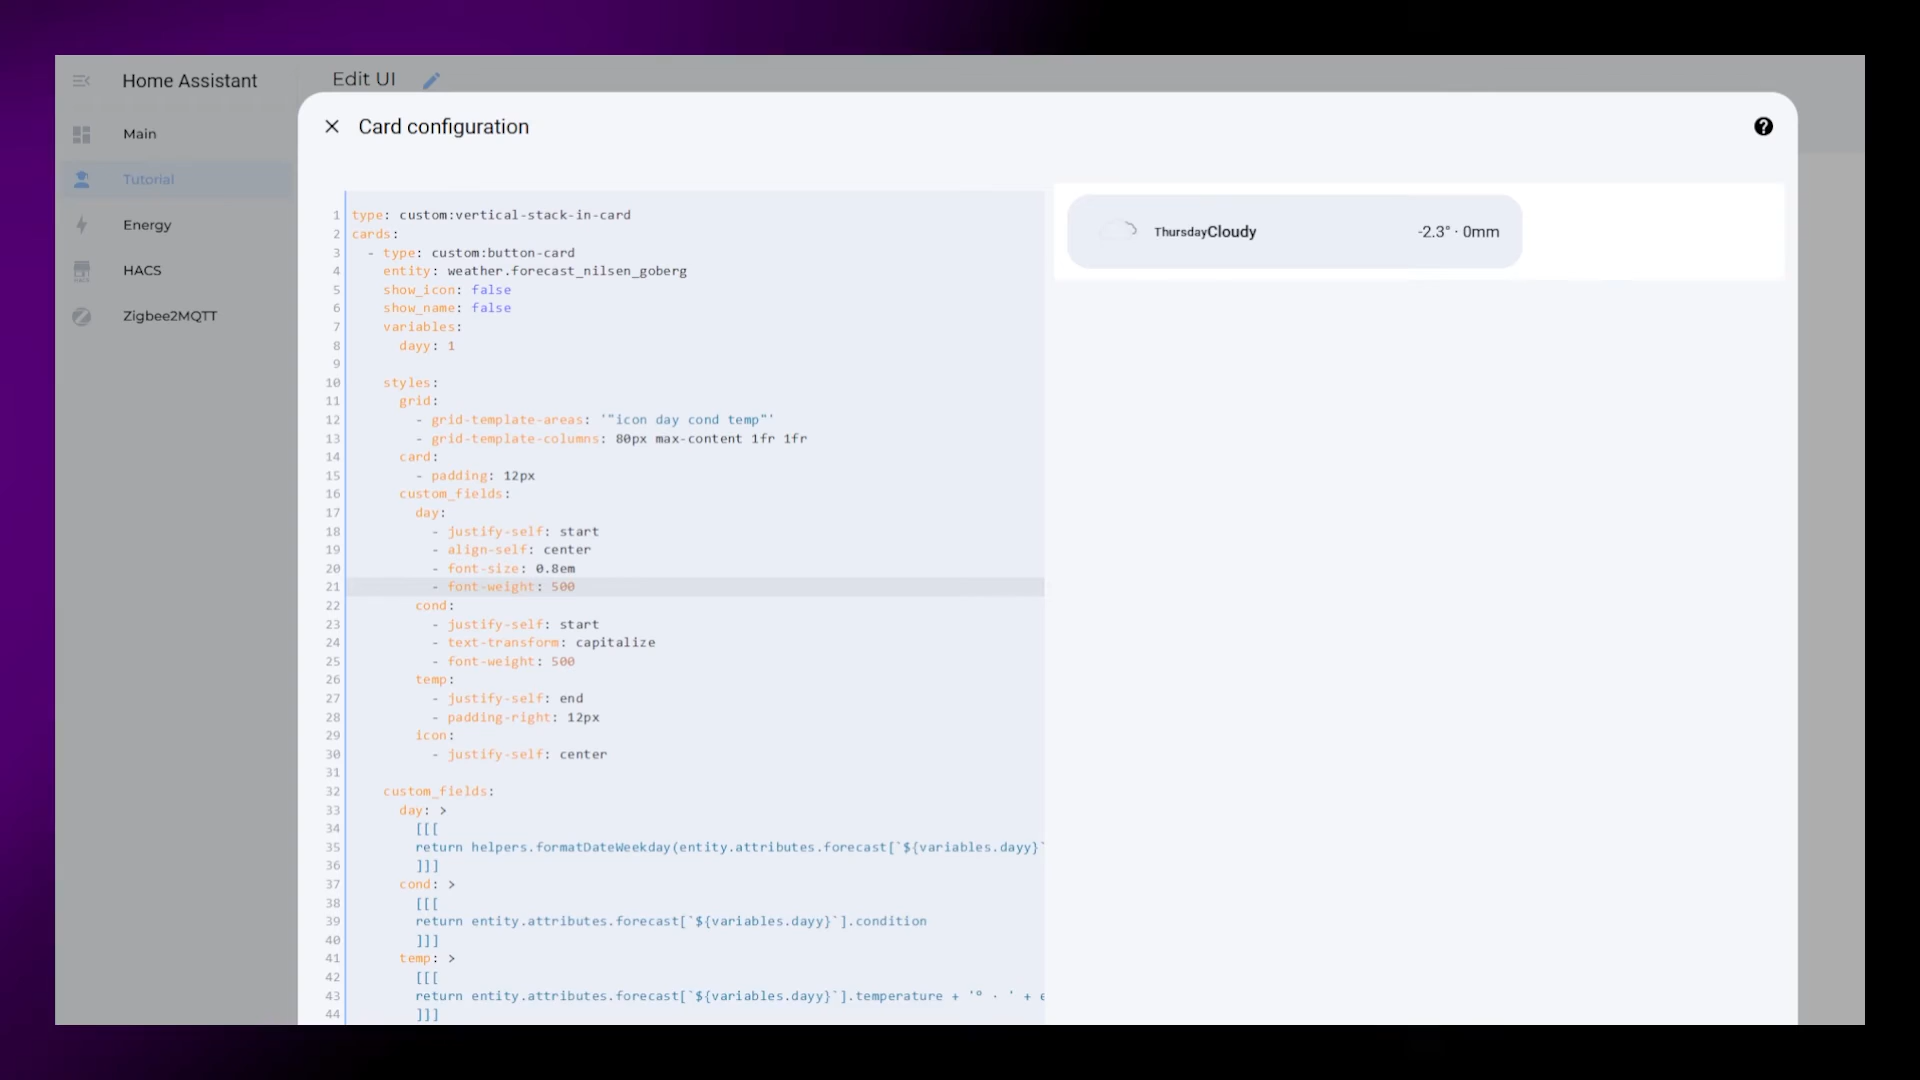 Home Assistant
Edit UI
Main
Tutorial
Energy
HACS
Zigbee2MQTT
Card configuration
1 type: custom:vertical-stack-in-card
2 cards:
3   - type: custom:button-card
4     entity: weather.forecast_nilsen_goberg
5     show_icon: false
6     show_name: false
7     variables:
8       dayy: 1
9
10     styles:
11       grid:
12         - grid-template-areas: '"icon day cond temp"'
13         - grid-template-columns: 80px max-content 1fr 1fr
14       card:
15         - padding: 12px
16       custom_fields:
17         day:
18           - justify-self: start
19           - align-self: center
20           - font-size: 0.8em
21           - font-weight: 500
22         cond:
23           - justify-self: start
24           - text-transform: capitalize
25           - font-weight: 500
26         temp:
27           - justify-self: end
28           - padding-right: 12px
29         icon:
30           - justify-self: center
31
32     custom_fields:
33       day: >
34         [[[
35         return helpers.formatDateWeekday(entity.attributes.forecast[`${variables.dayy}`
36         ]]]
37       cond: >
38         [[[
39         return entity.attributes.forecast[`${variables.dayy}`].condition
40         ]]]
41       temp: >
42         [[[
43         return entity.attributes.forecast[`${variables.dayy}`].temperature + '° · ' + e
44         ]]]
ThursdayCloudy
-2.3° · 0mm